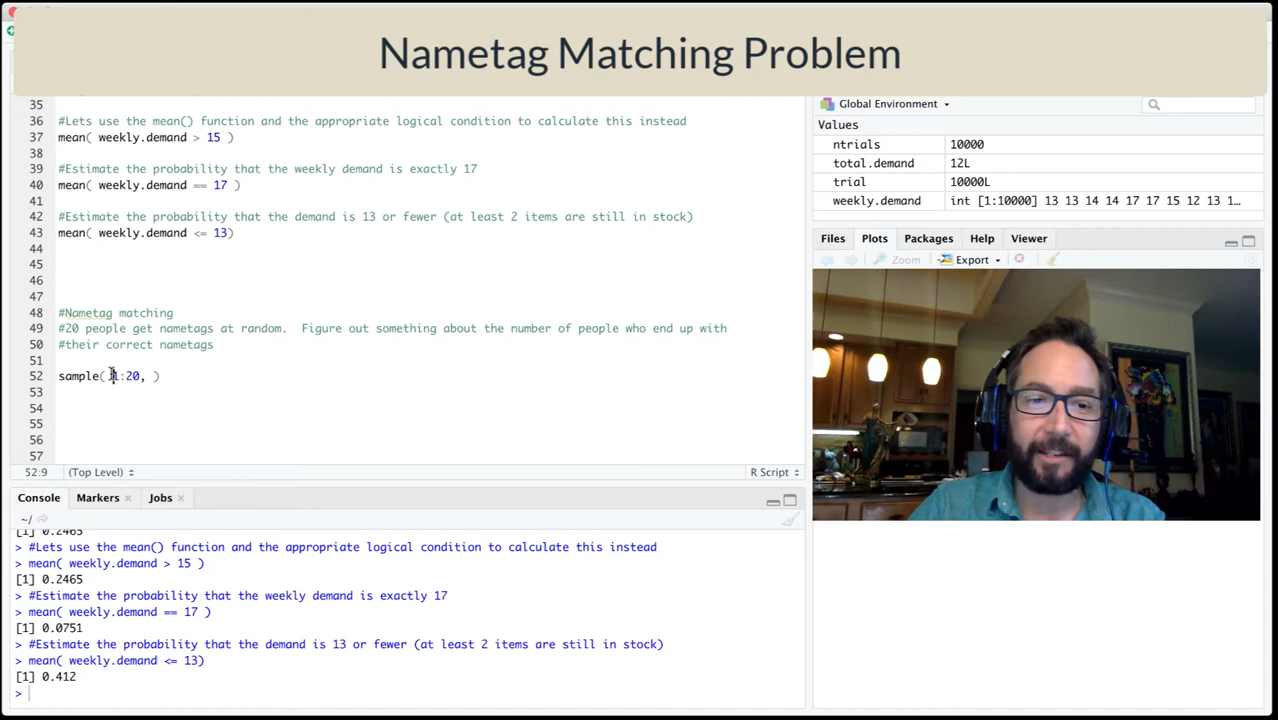 Nametag Matching Problem
35
36 #Lets use the mean() function and the appropriate logical condition to calculate this instead
37 mean( weekly.demand > 15 )
38
39 #Estimate the probability that the weekly demand is exactly 17
40 mean( weekly.demand == 17 )
41
42 #Estimate the probability that the demand is 13 or fewer (at least 2 items are still in stock)
43 mean( weekly.demand <= 13)
44
45
46
47
48 #Nametag matching
49 #20 people get nametags at random.  Figure out something about the number of people who end up with
50 #their correct nametags
51
52 sample( 1:20, )
53
54
55
56
57
52:9 (Top Level) R Script
Console Markers Jobs
~/
[1] 0.2465
> #Lets use the mean() function and the appropriate logical condition to calculate this instead
> mean( weekly.demand > 15 )
[1] 0.2465
> #Estimate the probability that the weekly demand is exactly 17
> mean( weekly.demand == 17 )
[1] 0.0751
> #Estimate the probability that the demand is 13 or fewer (at least 2 items are still in stock)
> mean( weekly.demand <= 13)
[1] 0.412
>
Global Environment
Values
ntrials 10000
total.demand 12L
trial 10000L
weekly.demand int [1:10000] 13 13 14 14 17 17 15 12 13 1…
Files Plots Packages Help Viewer
Zoom Export